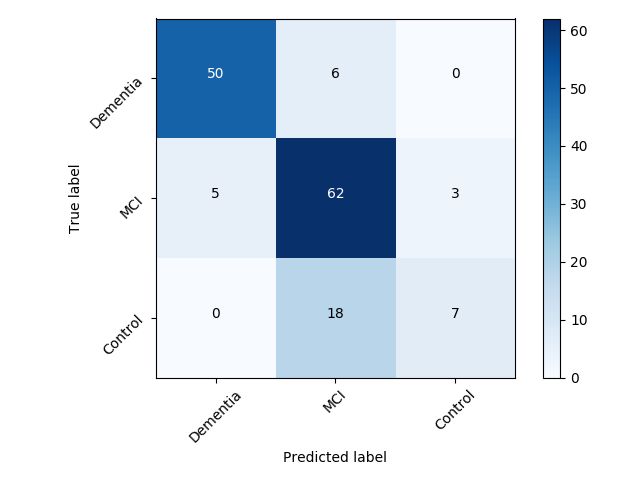 Dementia
50 6 0
MCI
5 62 3
Control
0 18 7
Dementia MCI Control
True label
Predicted label
60
50
40
30
20
10
0